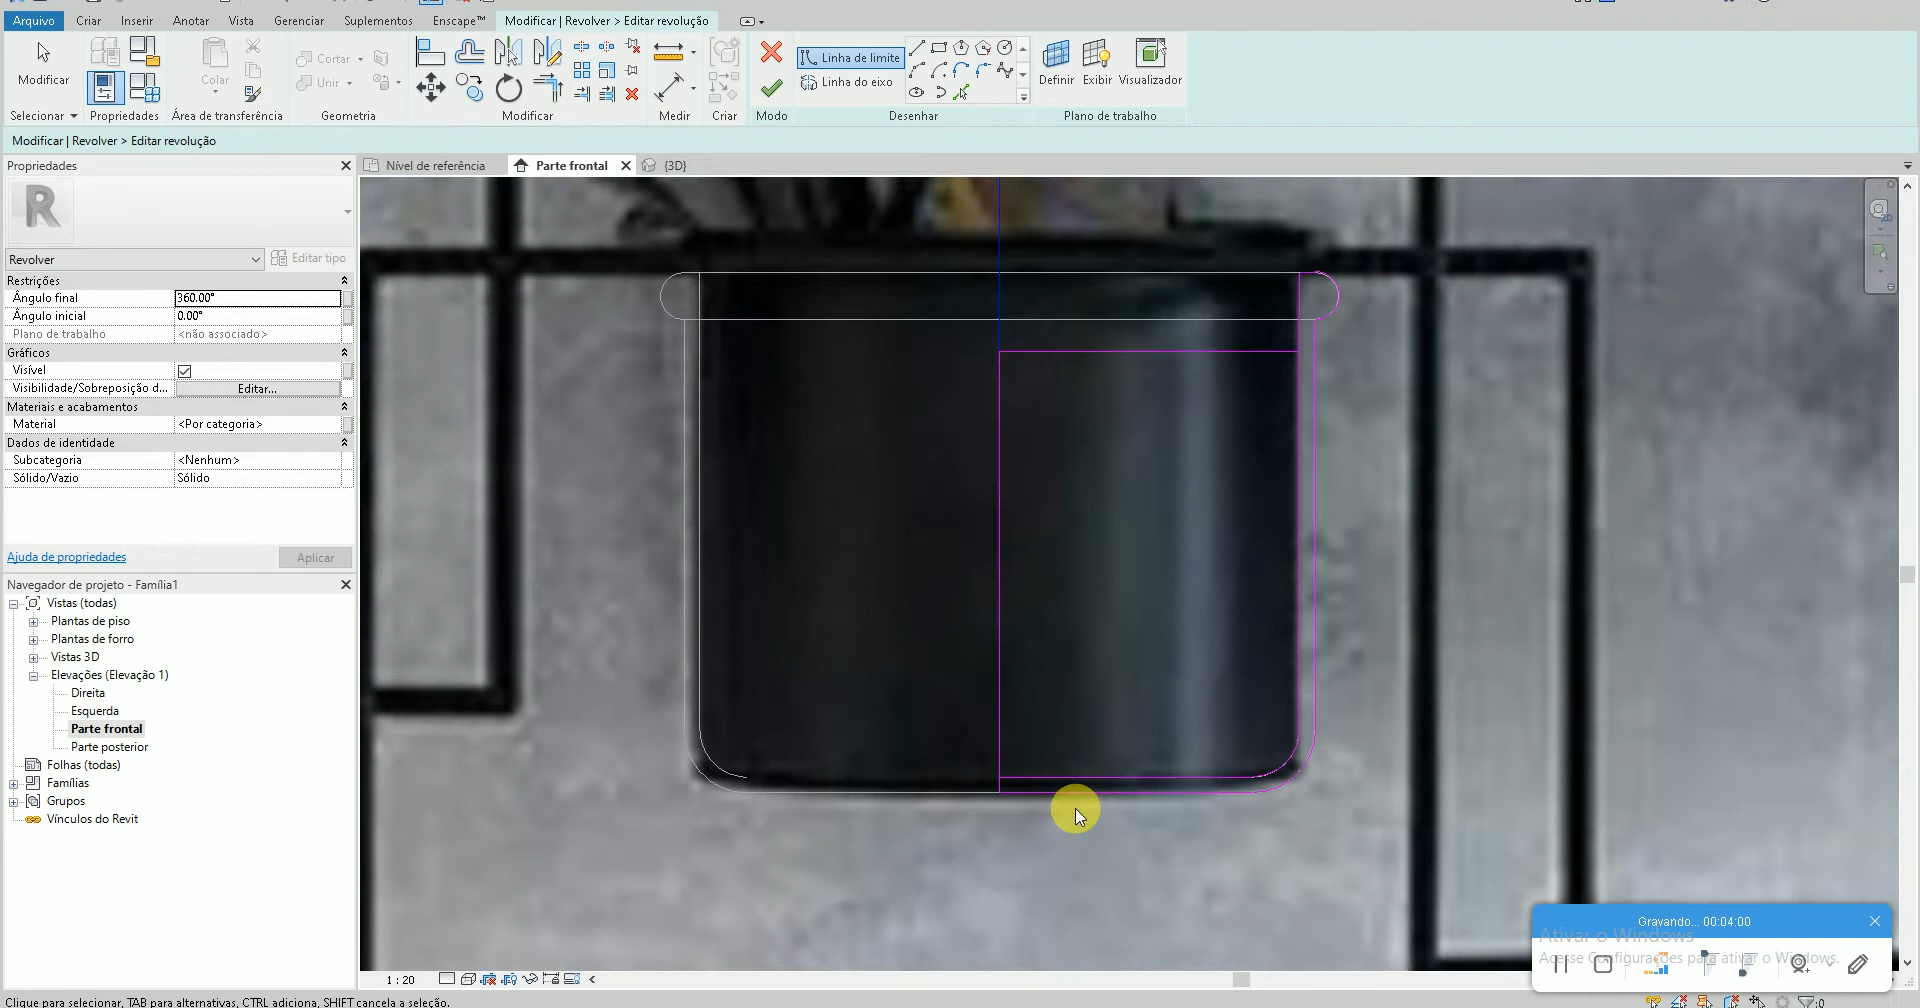 Arquivo Criar Inserir Anotar Vista Gerenciar Suplementos Enscape™ Modificar | Revolver > Editar revolução
Modificar
Colar
Cortar
Unir
Linha de limite
Linha do eixo
Definir Exibir Visualizador
Selecionar Propriedades Área de transferência Geometria Modificar Medir Criar Modo Desenhar Plano de trabalho
Modificar | Revolver > Editar revolução
Propriedades
Nível de referência
Parte frontal
{3D}
R
2D
Revolver
Editar tipo
Restrições
Ângulo final 360.00°
Ângulo inicial 0.00°
Plano de trabalho <não associado>
Gráficos
Visível
Visibilidade/Sobreposição d... Editar...
Materiais e acabamentos
Material <Por categoria>
Dados de identidade
Subcategoria <Nenhum>
Sólido/Vazio Sólido
Ajuda de propriedades Aplicar
Navegador de projeto - Família1
Vistas (todas)
Plantas de piso
Plantas de forro
Vistas 3D
Elevações (Elevação 1)
Direita
Esquerda
Parte frontal
Parte posterior
Folhas (todas)
Famílias
Grupos
Vínculos do Revit
Gravando... 00:04:00
Ativar o Windows
Acesse Configurações para ativar o Windows.
1 : 20
Clique para selecionar, TAB para alternativas, CTRL adiciona, SHIFT cancela a seleção.
:0